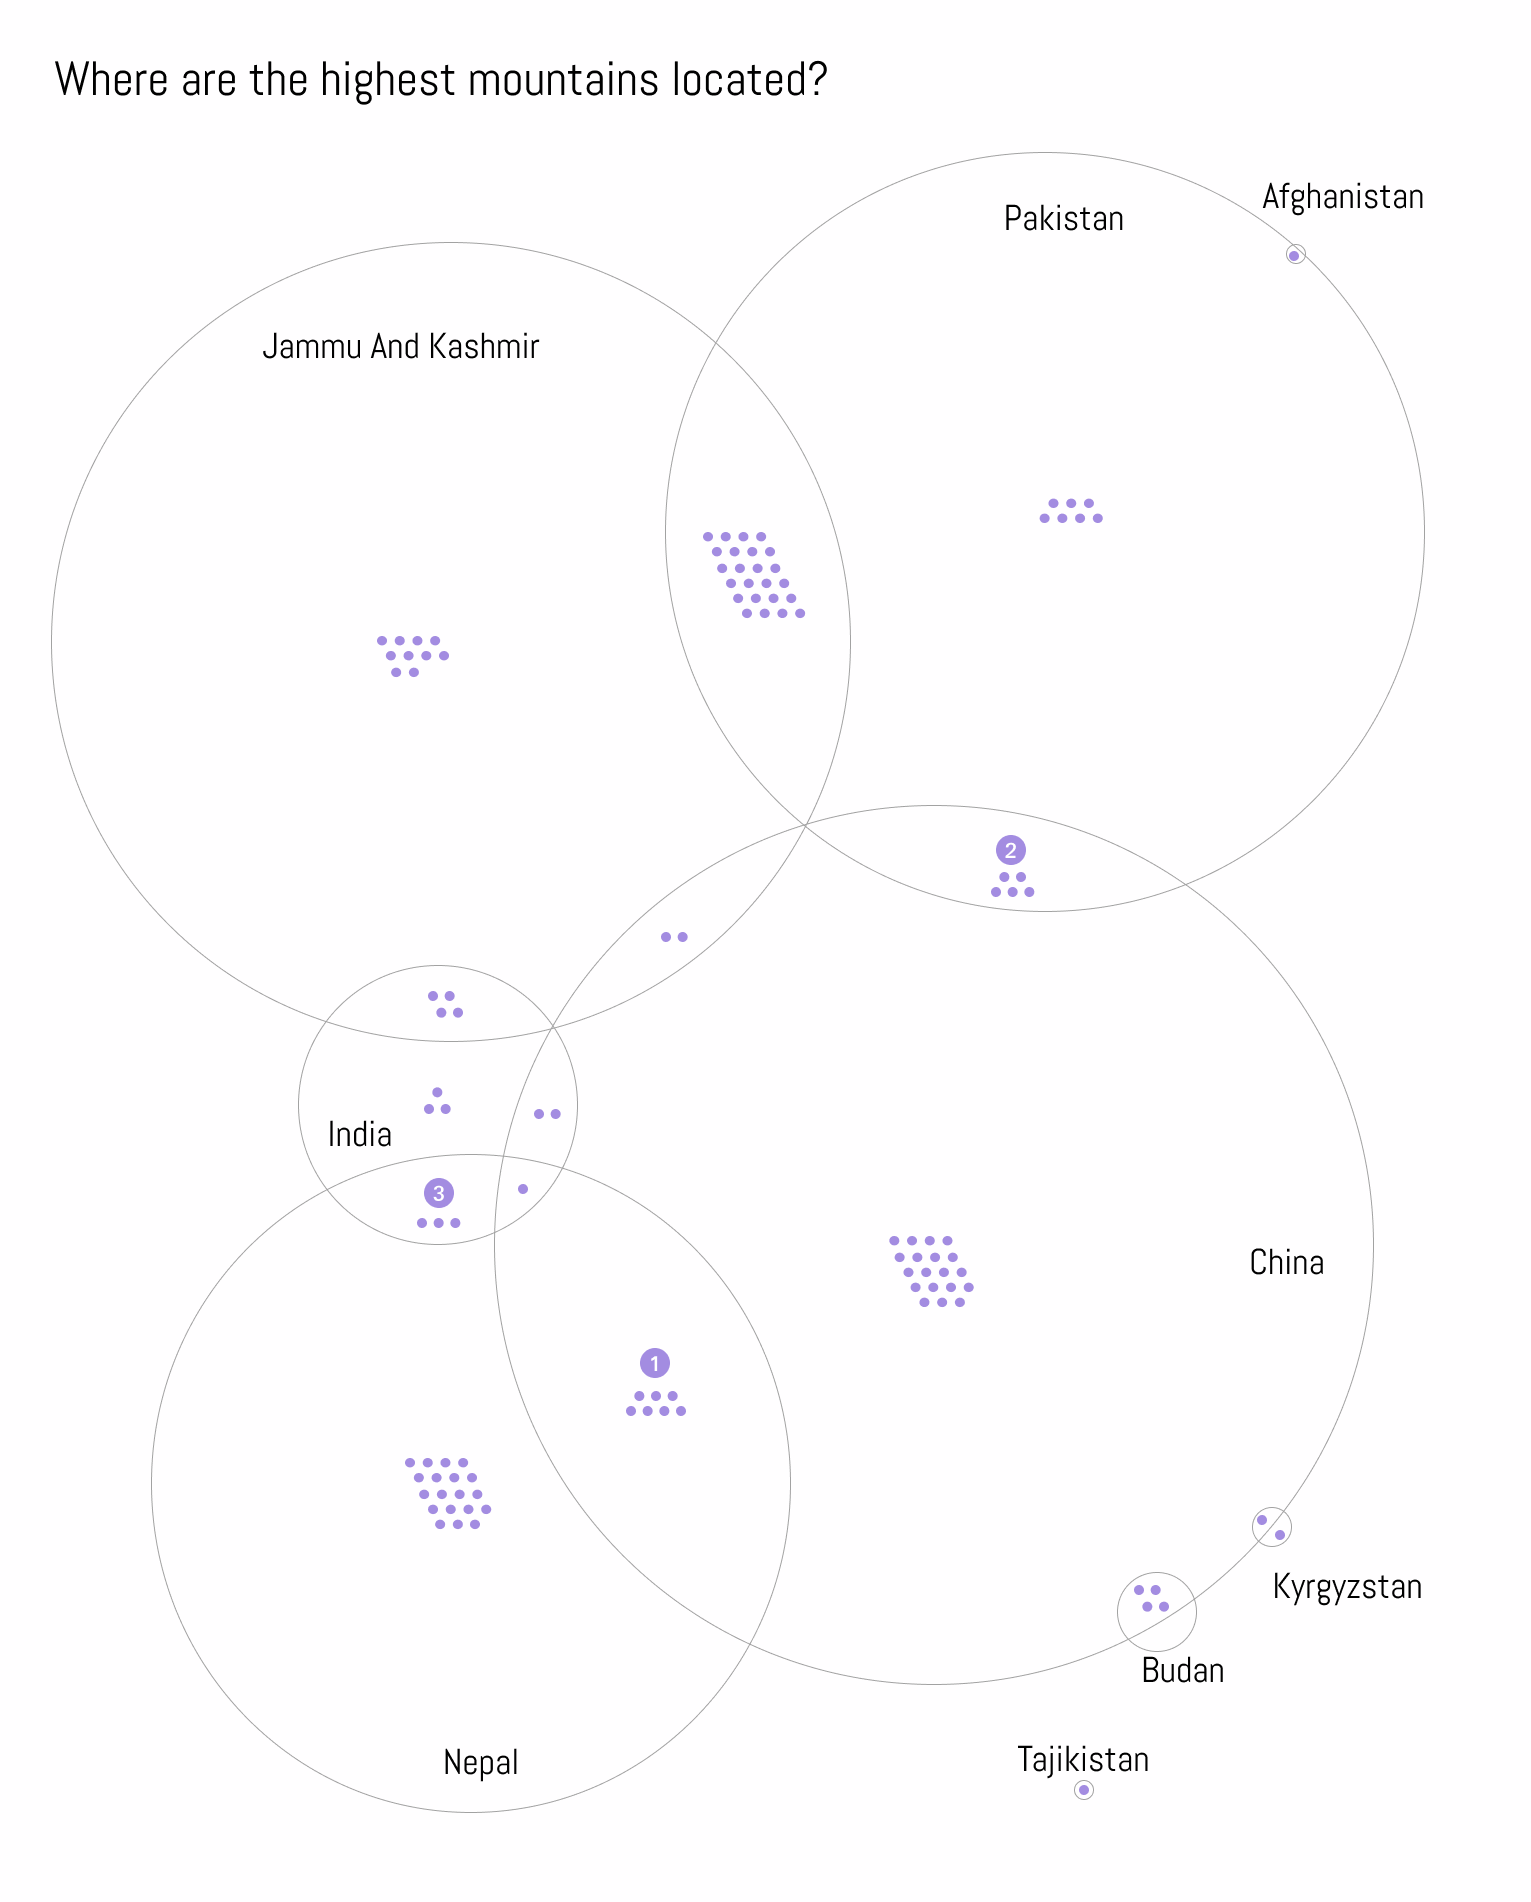 Where are the highest mountains located?
Afghanistan
Pakistan
Jammu And Kashmir
2
India
3
China
1
Kyrgyzstan
Budan
Nepal
Tajikistan